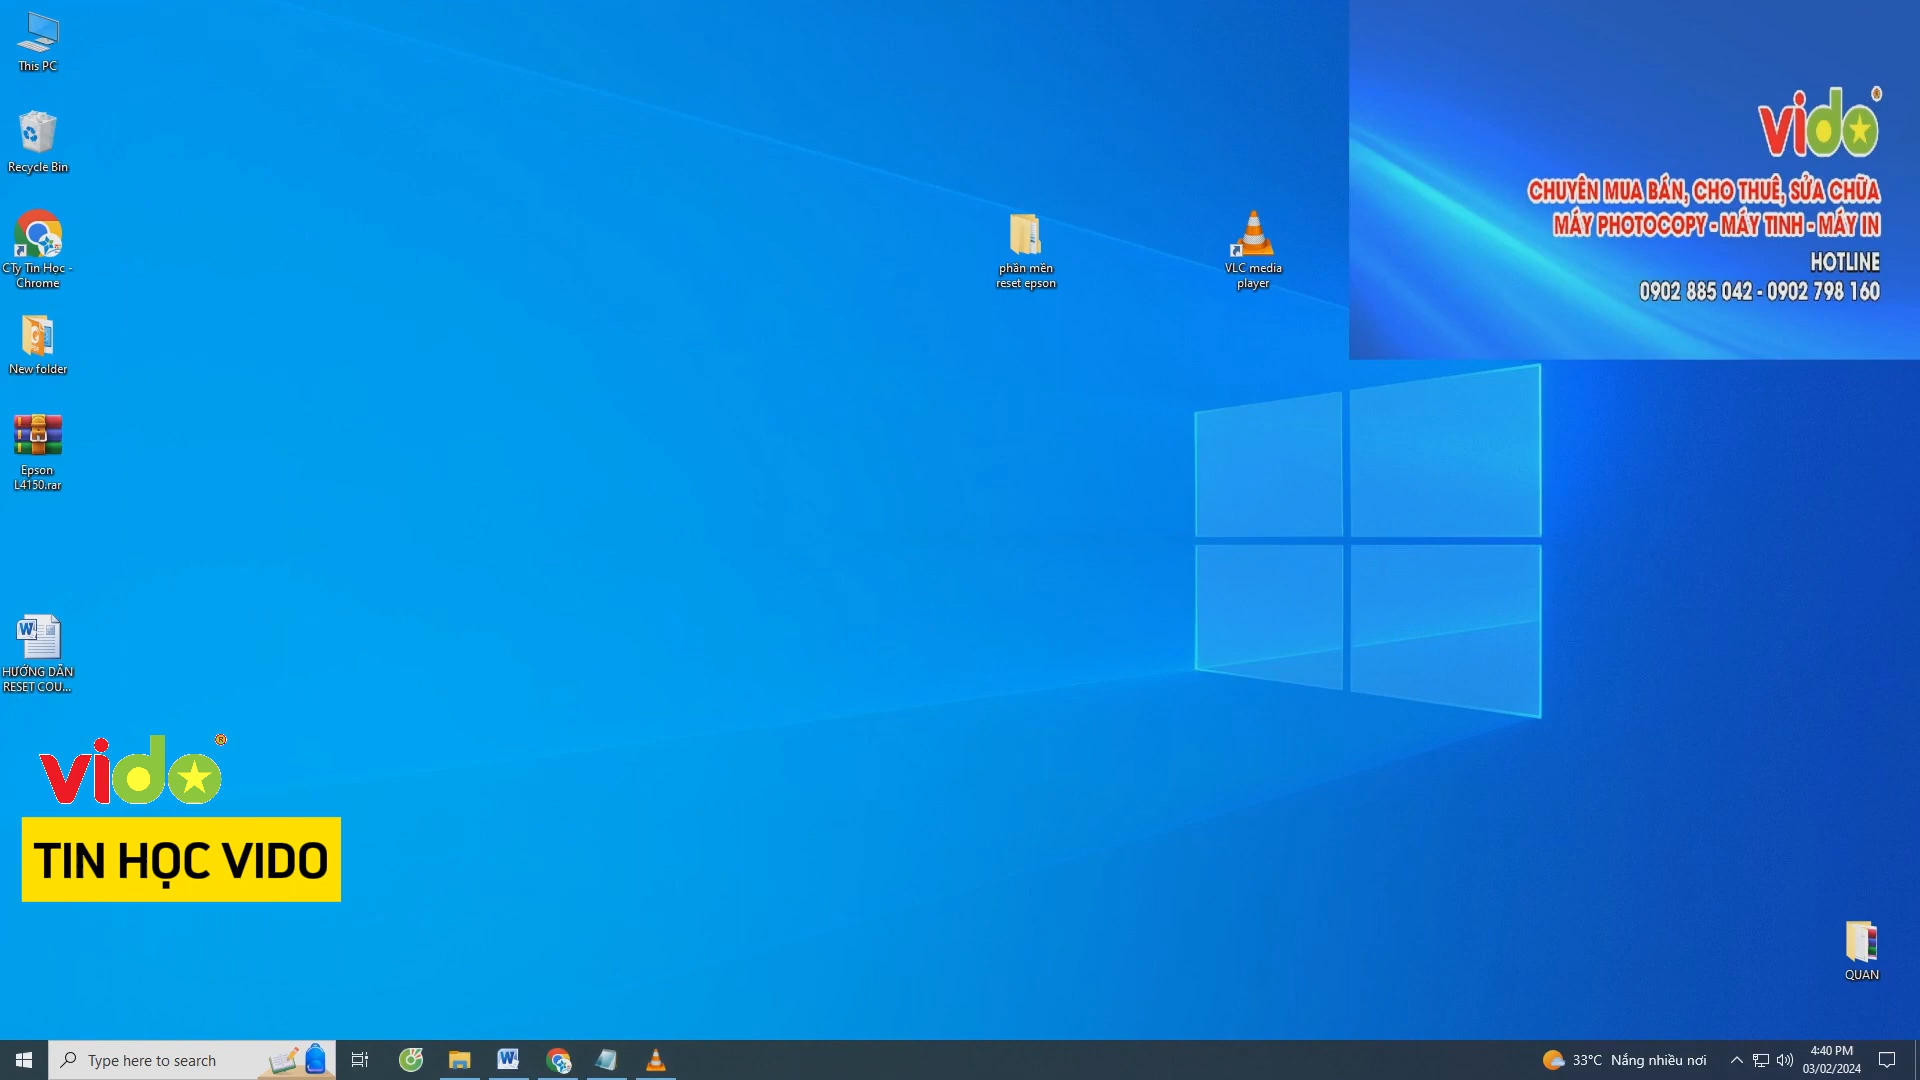 This PC
Recycle Bin
CTy Tin Học -
Chrome
New folder
Epson
L4150.rar
HƯỚNG DẪN
RESET COU...
phần mền
reset epson
VLC media
player
vido
CHUYÊN MUA BÁN, CHO THUÊ, SỬA CHỮA
MÁY PHOTOCOPY - MÁY TINH - MÁY IN
HOTLINE
0902 885 042 - 0902 798 160
vido ®
TIN HỌC VIDO
QUAN
Type here to search
33°C Nắng nhiều nơi
4:40 PM
03/02/2024